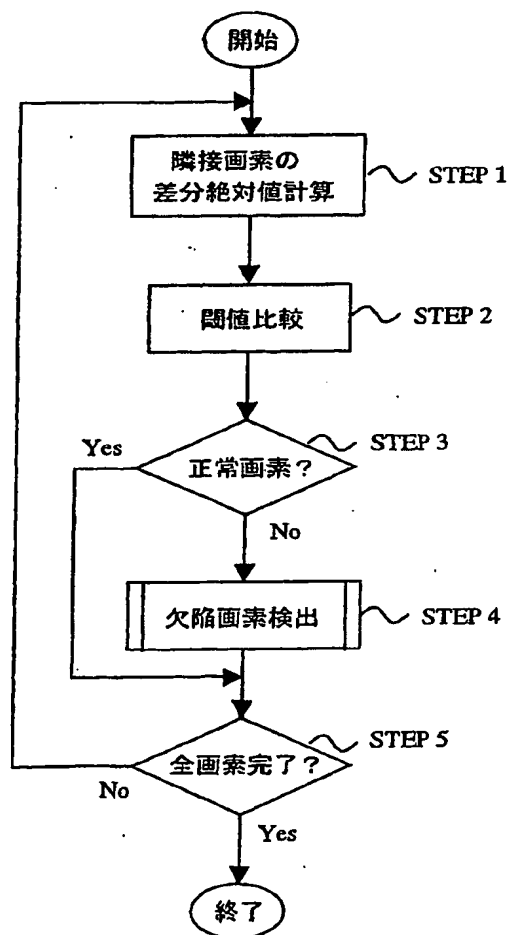 開始
隣接画素の
差分絶対値計算
STEP 1
閾値比較
STEP 2
STEP 3
Yes
正常画素?
No
欠陥画素検出
STEP 4
STEP 5
全画素完了?
No
Yes
終了